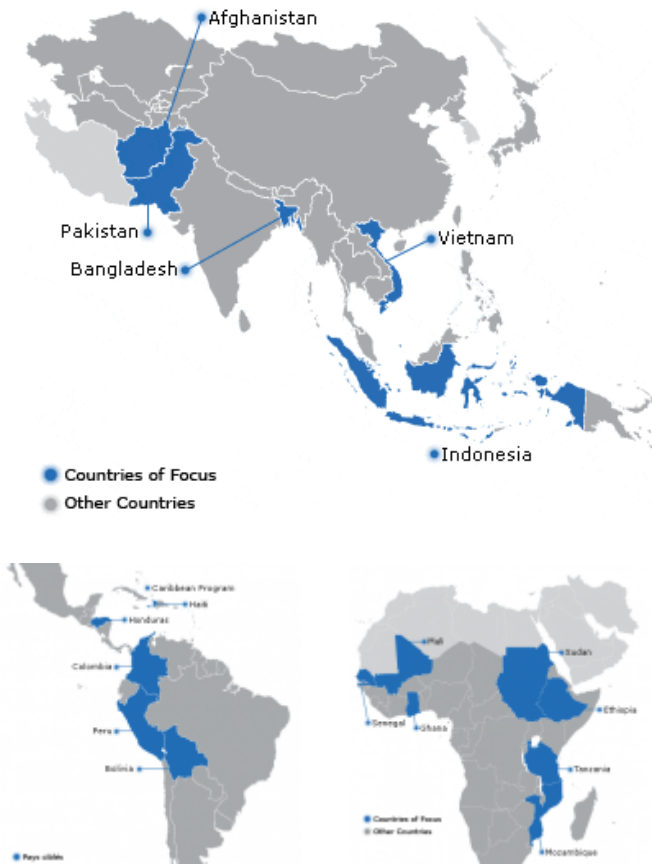 Afghanistan
Pakistan
Vietnam
Bangladesh
Indonesia
Countries of Focus
Other Countries
Caribbean Program
Haiti
Honduras
Colombia
Peru
Bolivia
Pays ciblés
Mali
Sudan
Senegal
Ghana
Ethiopia
Tanzania
Countries of Focus
Other Countries
Mozambique